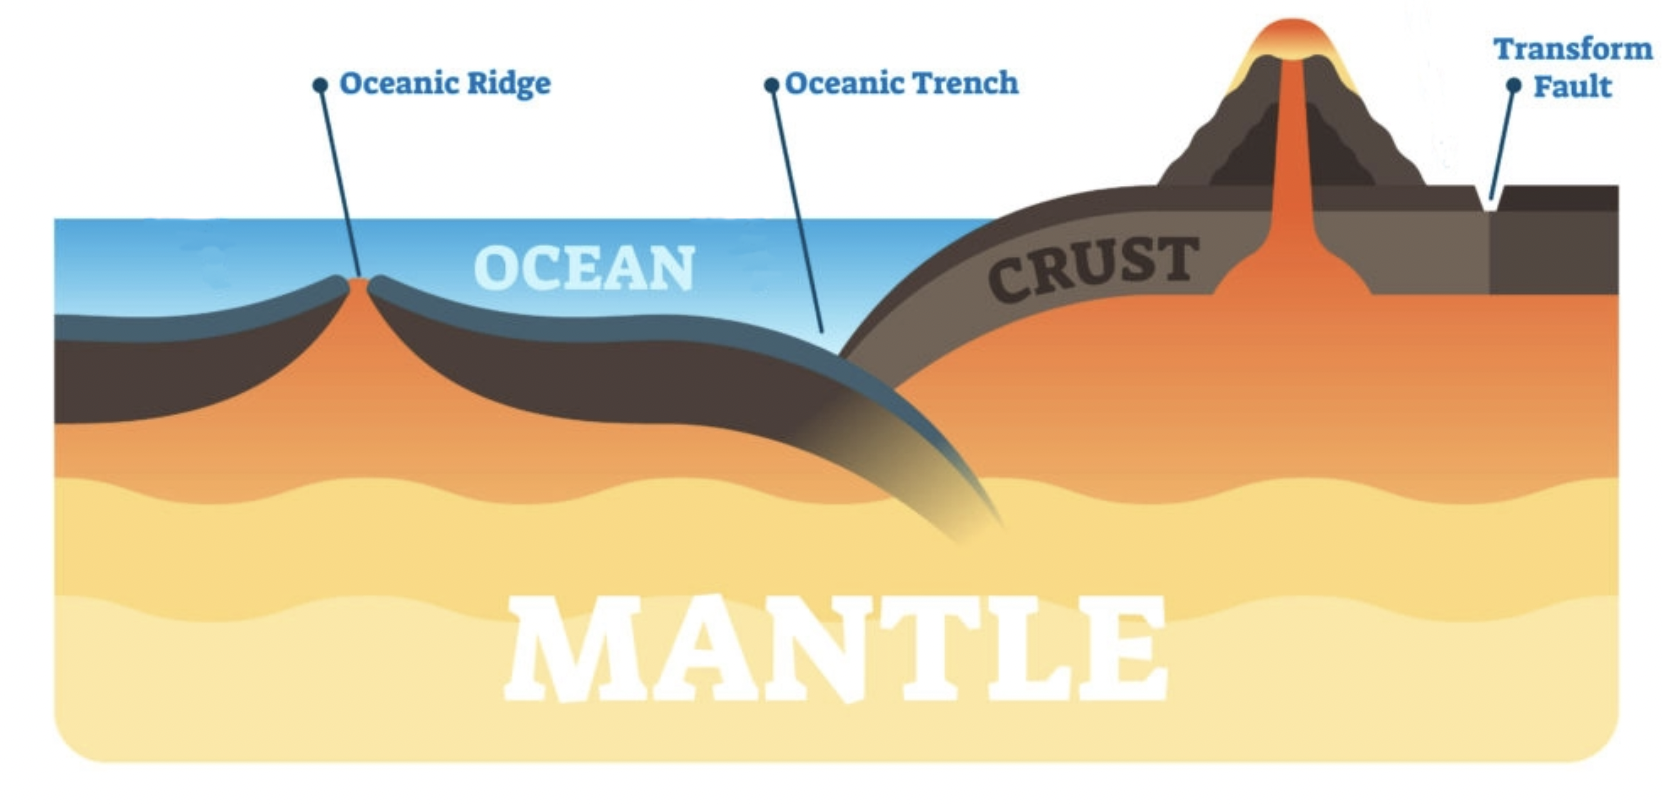 Transform
Fault
Oceanic Ridge
Oceanic Trench
OCEAN
CRUST
MANTLE